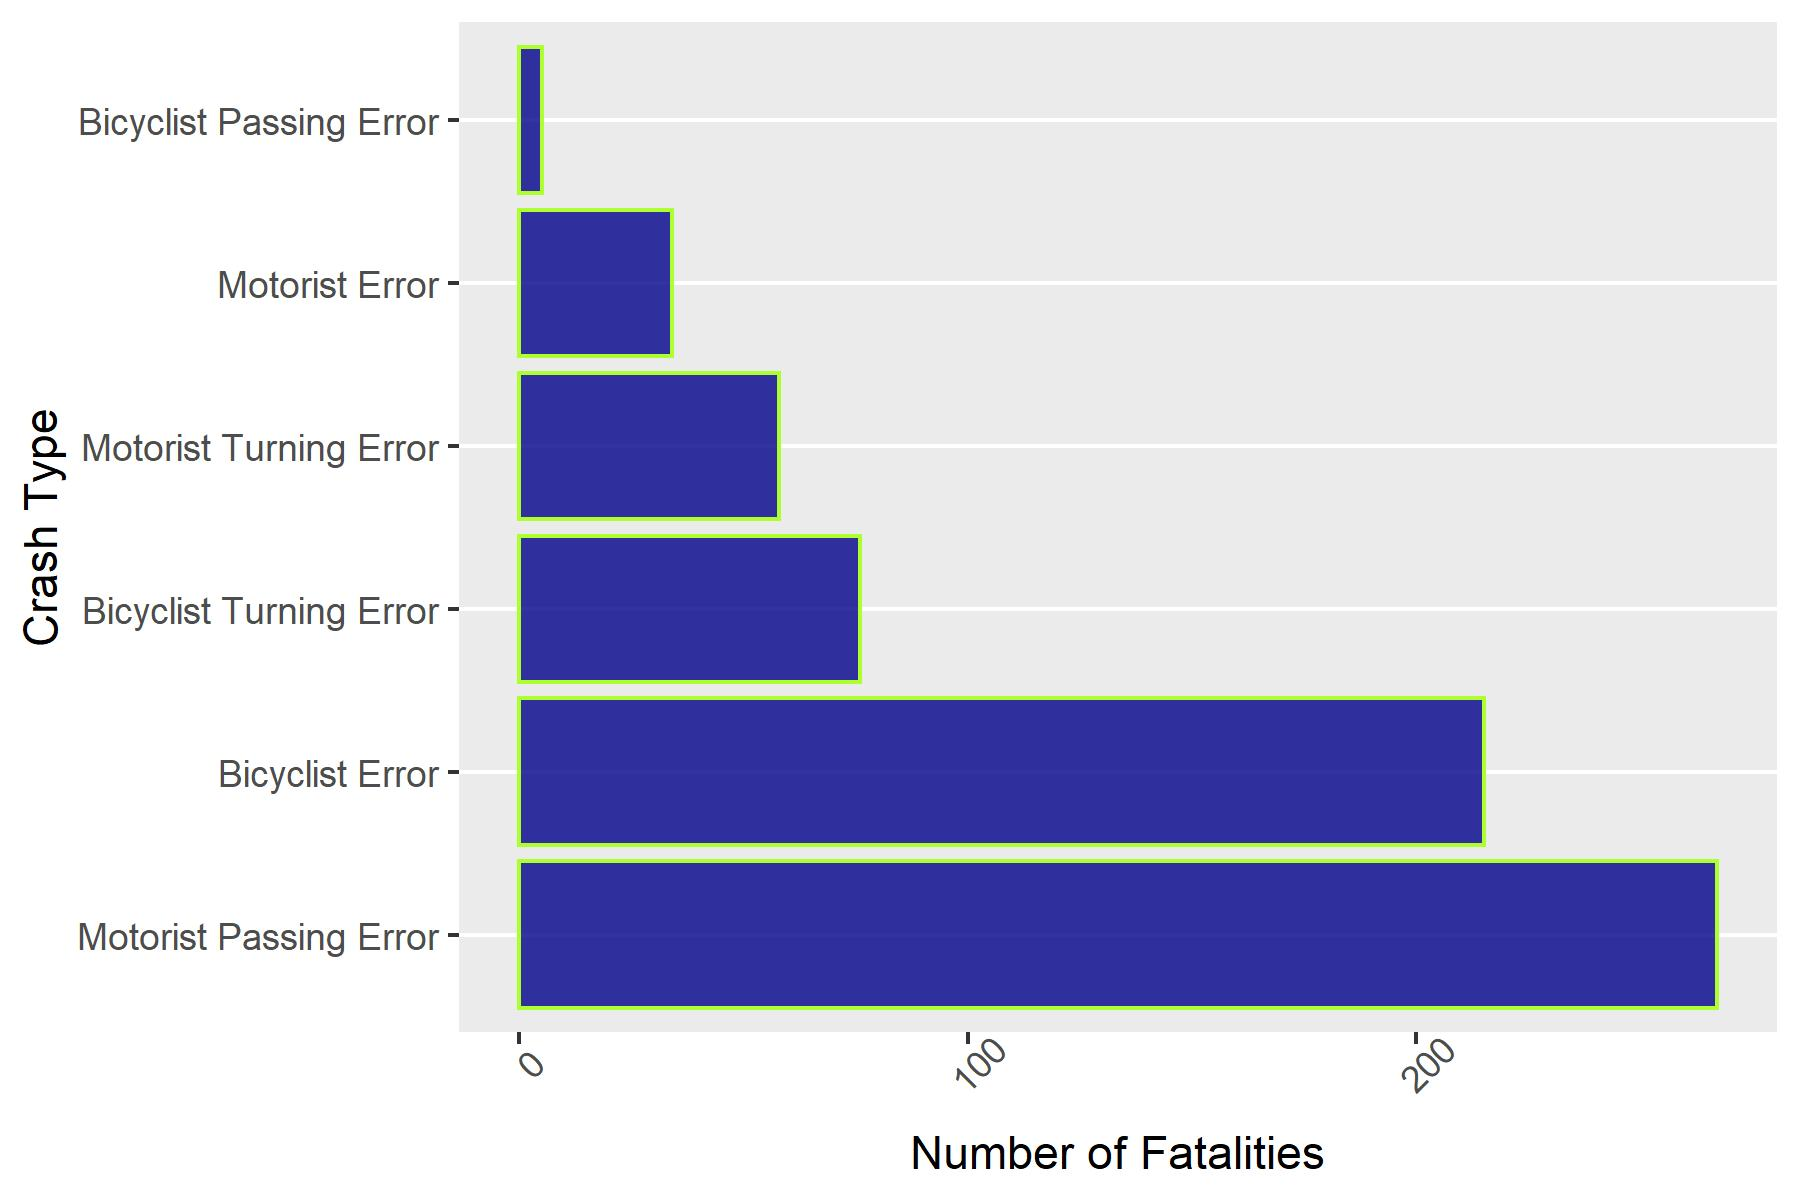 Crash Type
Bicyclist Passing Error
Motorist Error
Motorist Turning Error
Bicyclist Turning Error
Bicyclist Error
Motorist Passing Error
0
100
200
Number of Fatalities